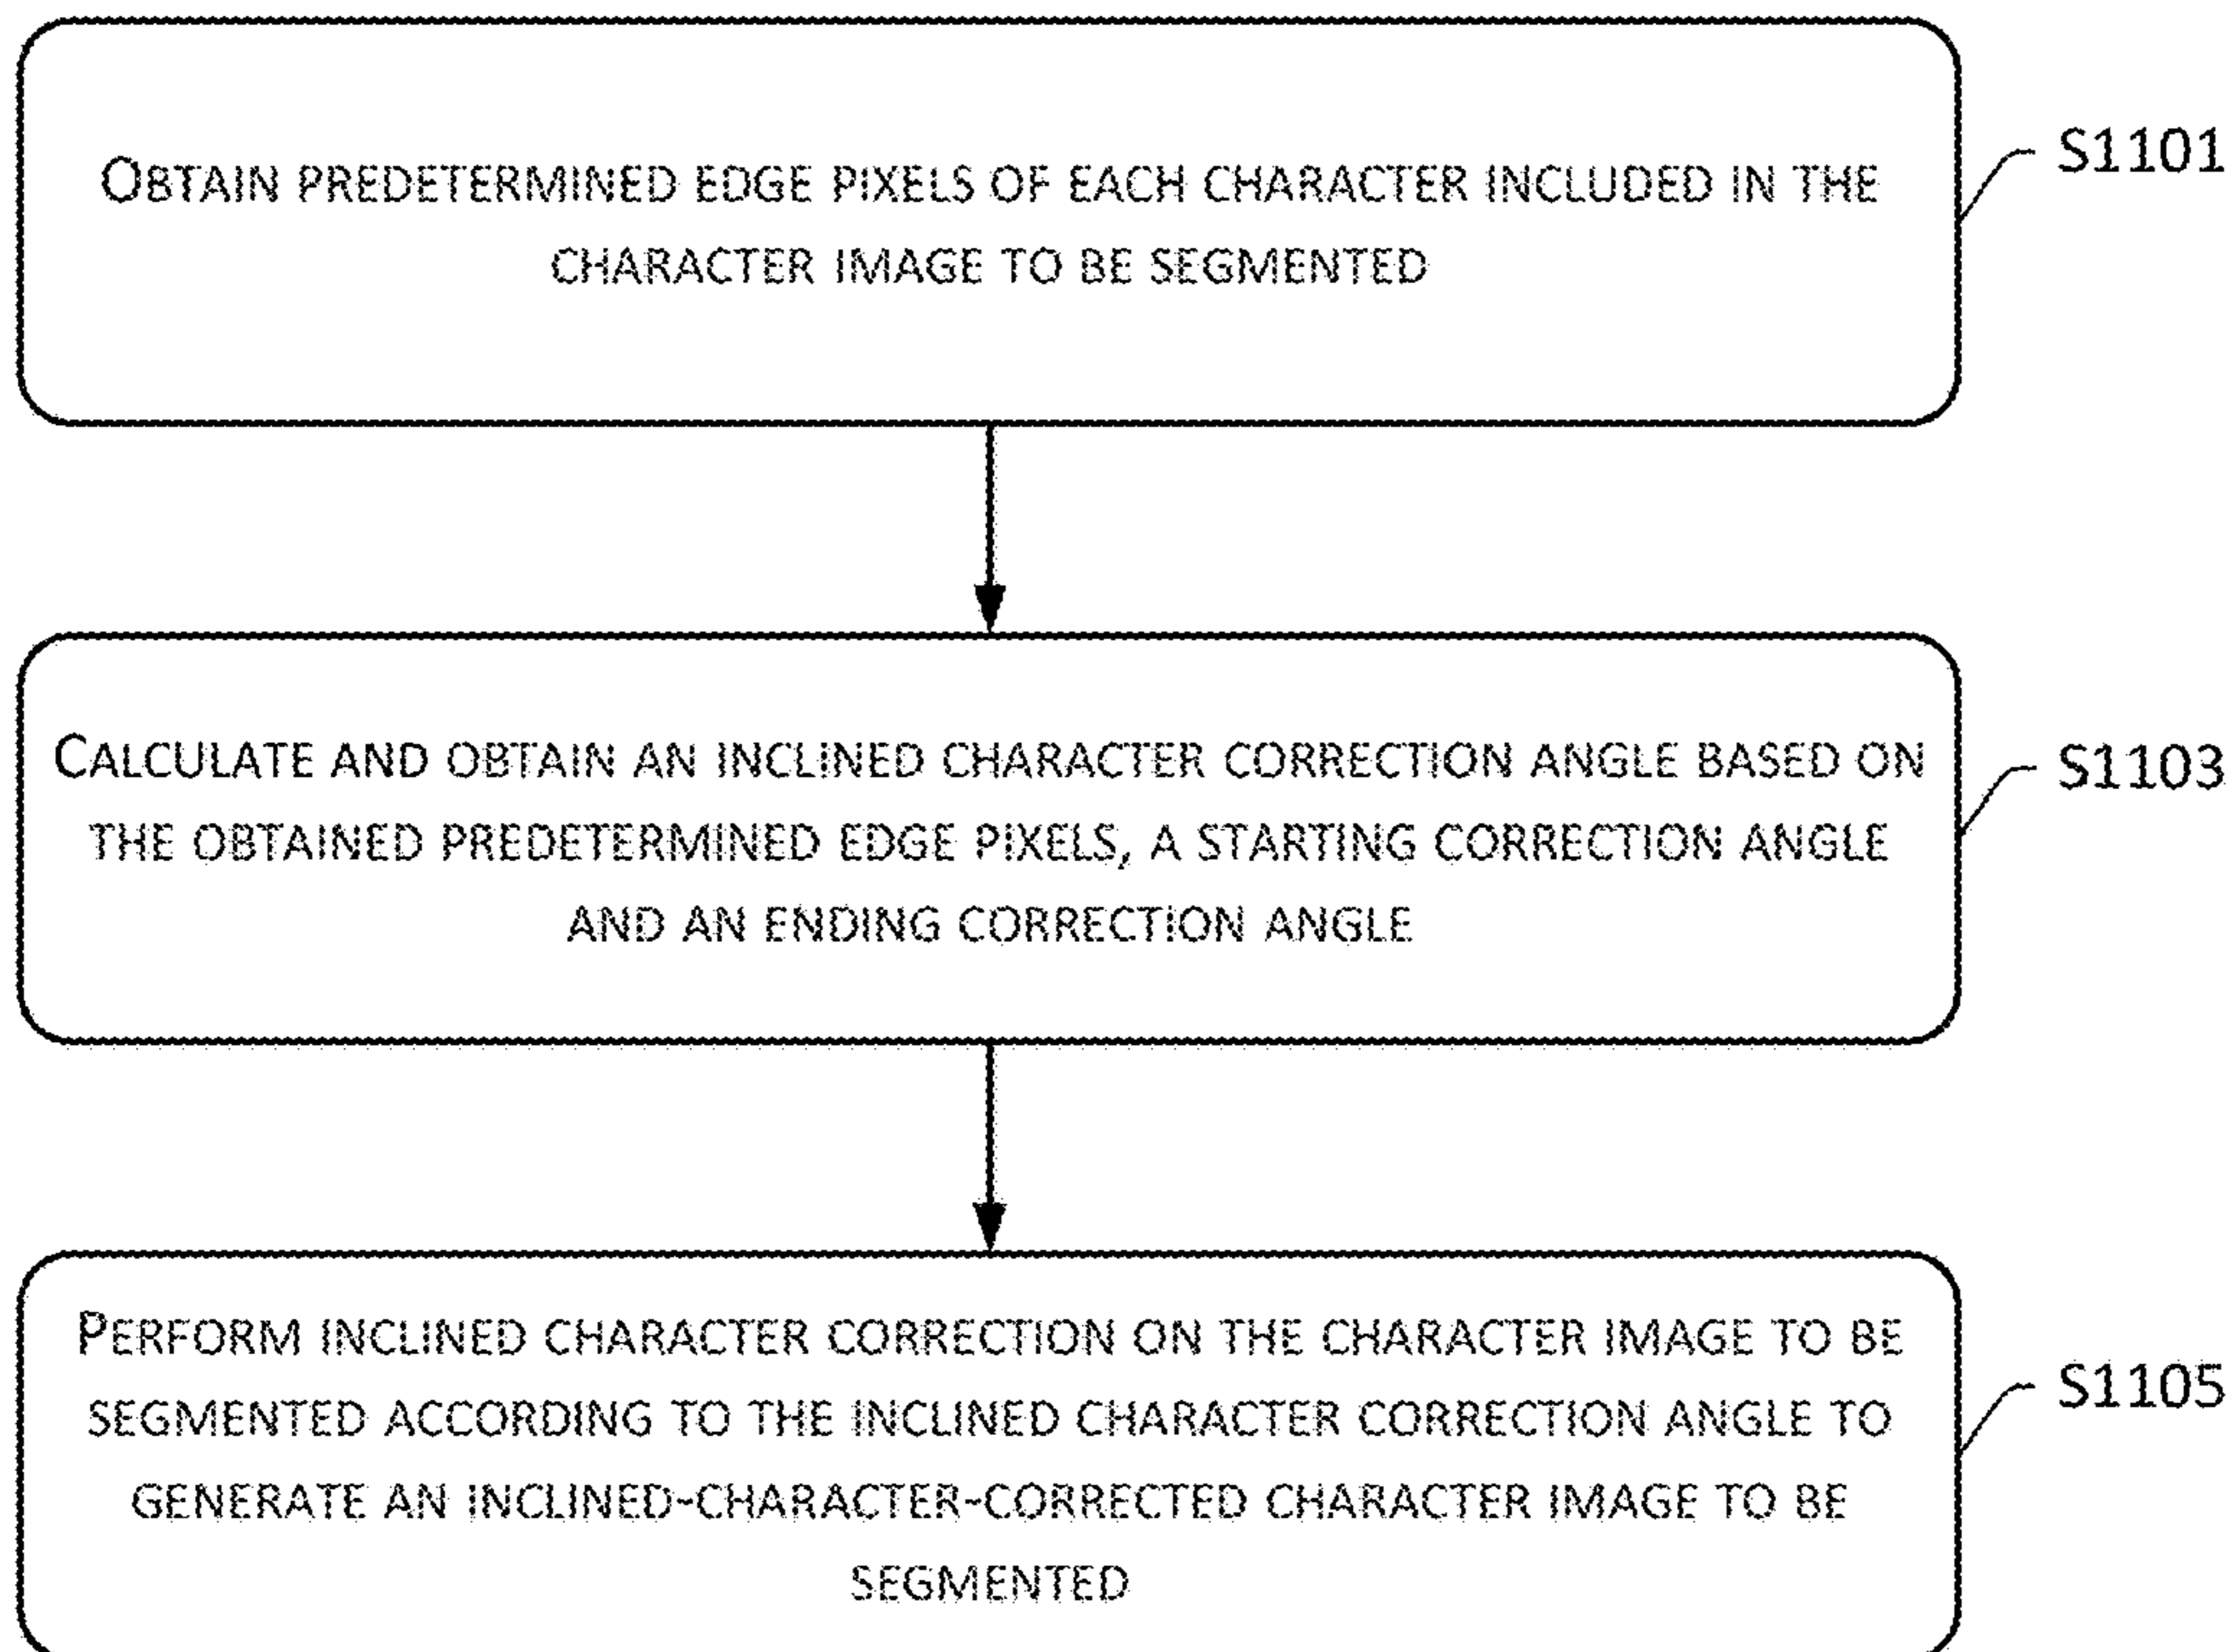 OBTAIN PREDETERMINED EDGE PIXELS OF EACH CHARACTER INCLUDED IN THE
CHARACTER IMAGE TO BE SEGMENTED
S1101
CALCULATE AND OBTAIN AN INCLINED CHARACTER CORRECTION ANGLE BASED ON
THE OBTAINED PREDETERMINED EDGE PIXELS, A STARTING CORRECTION ANGLE
AND AN ENDING CORRECTION ANGLE
S1103
PERFORM INCLINED CHARACTER CORRECTION ON THE CHARACTER IMAGE TO BE
SEGMENTED ACCORDING TO THE INCLINED CHARACTER CORRECTION ANGLE TO
GENERATE AN INCLINED-CHARACTER-CORRECTED CHARACTER IMAGE TO BE
SEGMENTED
S1105